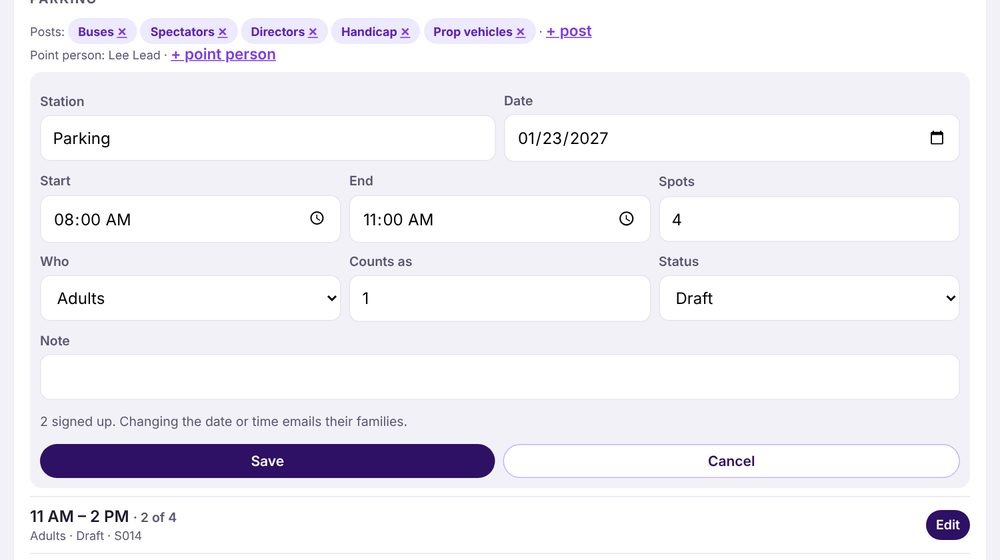 PARKING
Posts: Buses × Spectators × Directors × Handicap × Prop vehicles × · + post
Point person: Lee Lead · + point person
Station Date
Parking 01/23/2027
Start End Spots
08:00 AM 11:00 AM 4
Who Counts as Status
Adults 1 Draft
Note
2 signed up. Changing the date or time emails their families.
Save Cancel
11 AM – 2 PM · 2 of 4
Adults · Draft · S014
Edit